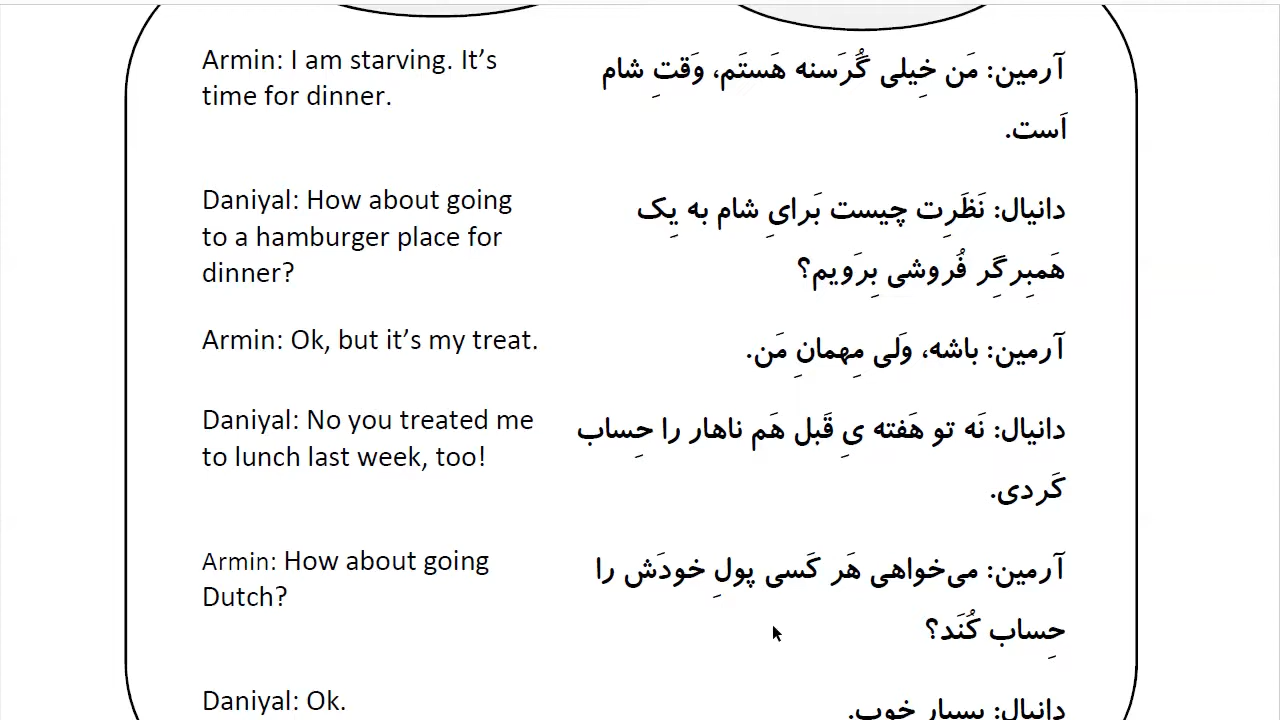 Armin: I am starving. It’s
time for dinner.
آرمین: مَن خِیلی گُرَسنه هَستَم، وَقتِ شام
اَست.
Daniyal: How about going
to a hamburger place for
dinner?
دانیال: نَظَرِت چیست بَرایِ شام به یِک
هَمبِرگِر فُروشی بِرَویم؟
Armin: Ok, but it’s my treat.
آرمین: باشه، وَلی مِهمانِ مَن.
Daniyal: No you treated me
to lunch last week, too!
دانیال: نَه تو هَفته یِ قَبل هَم ناهار را حِساب
کَردی.
Armin: How about going
Dutch?
آرمین: می‌خواهی هَر کَسی پولِ خودَش را
حِساب کُنَد؟
Daniyal: Ok.
دانیال: بسیار خوب.